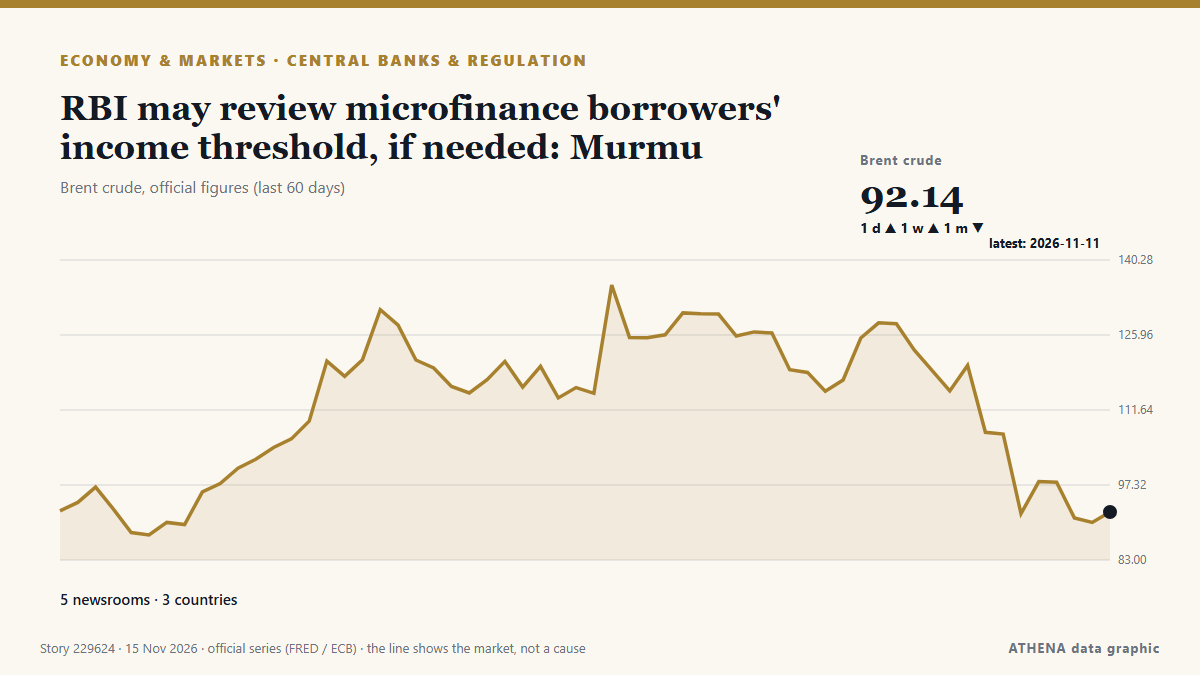 ECONOMY & MARKETS · CENTRAL BANKS & REGULATION
RBI may review microfinance borrowers'
income threshold, if needed: Murmu
Brent crude, official figures (last 60 days)
Brent crude
92.14
1 d ▲ 1 w ▲ 1 m ▼
latest: 2026-11-11
140.28
125.96
111.64
97.32
83.00
5 newsrooms · 3 countries
Story 229624 · 15 Nov 2026 · official series (FRED / ECB) · the line shows the market, not a cause
ATHENA data graphic